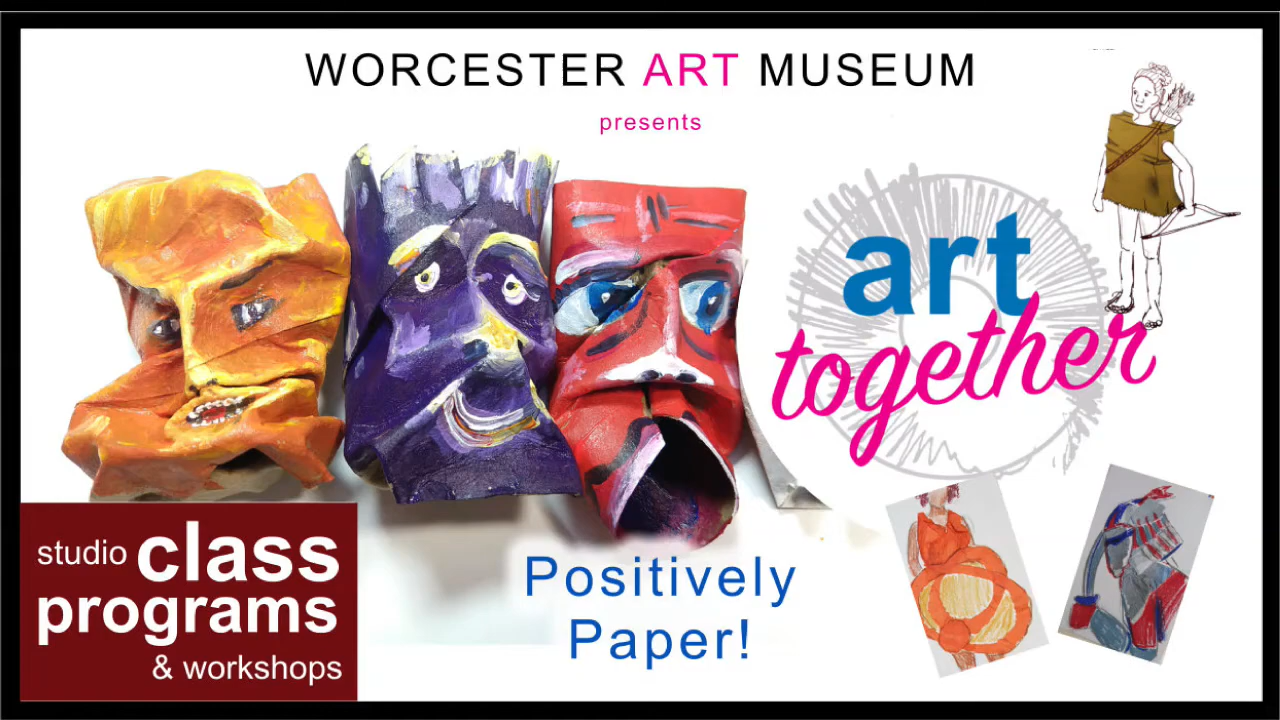 WORCESTER ART MUSEUM
presents
art
together
Positively
Paper!
studio class
programs
& workshops